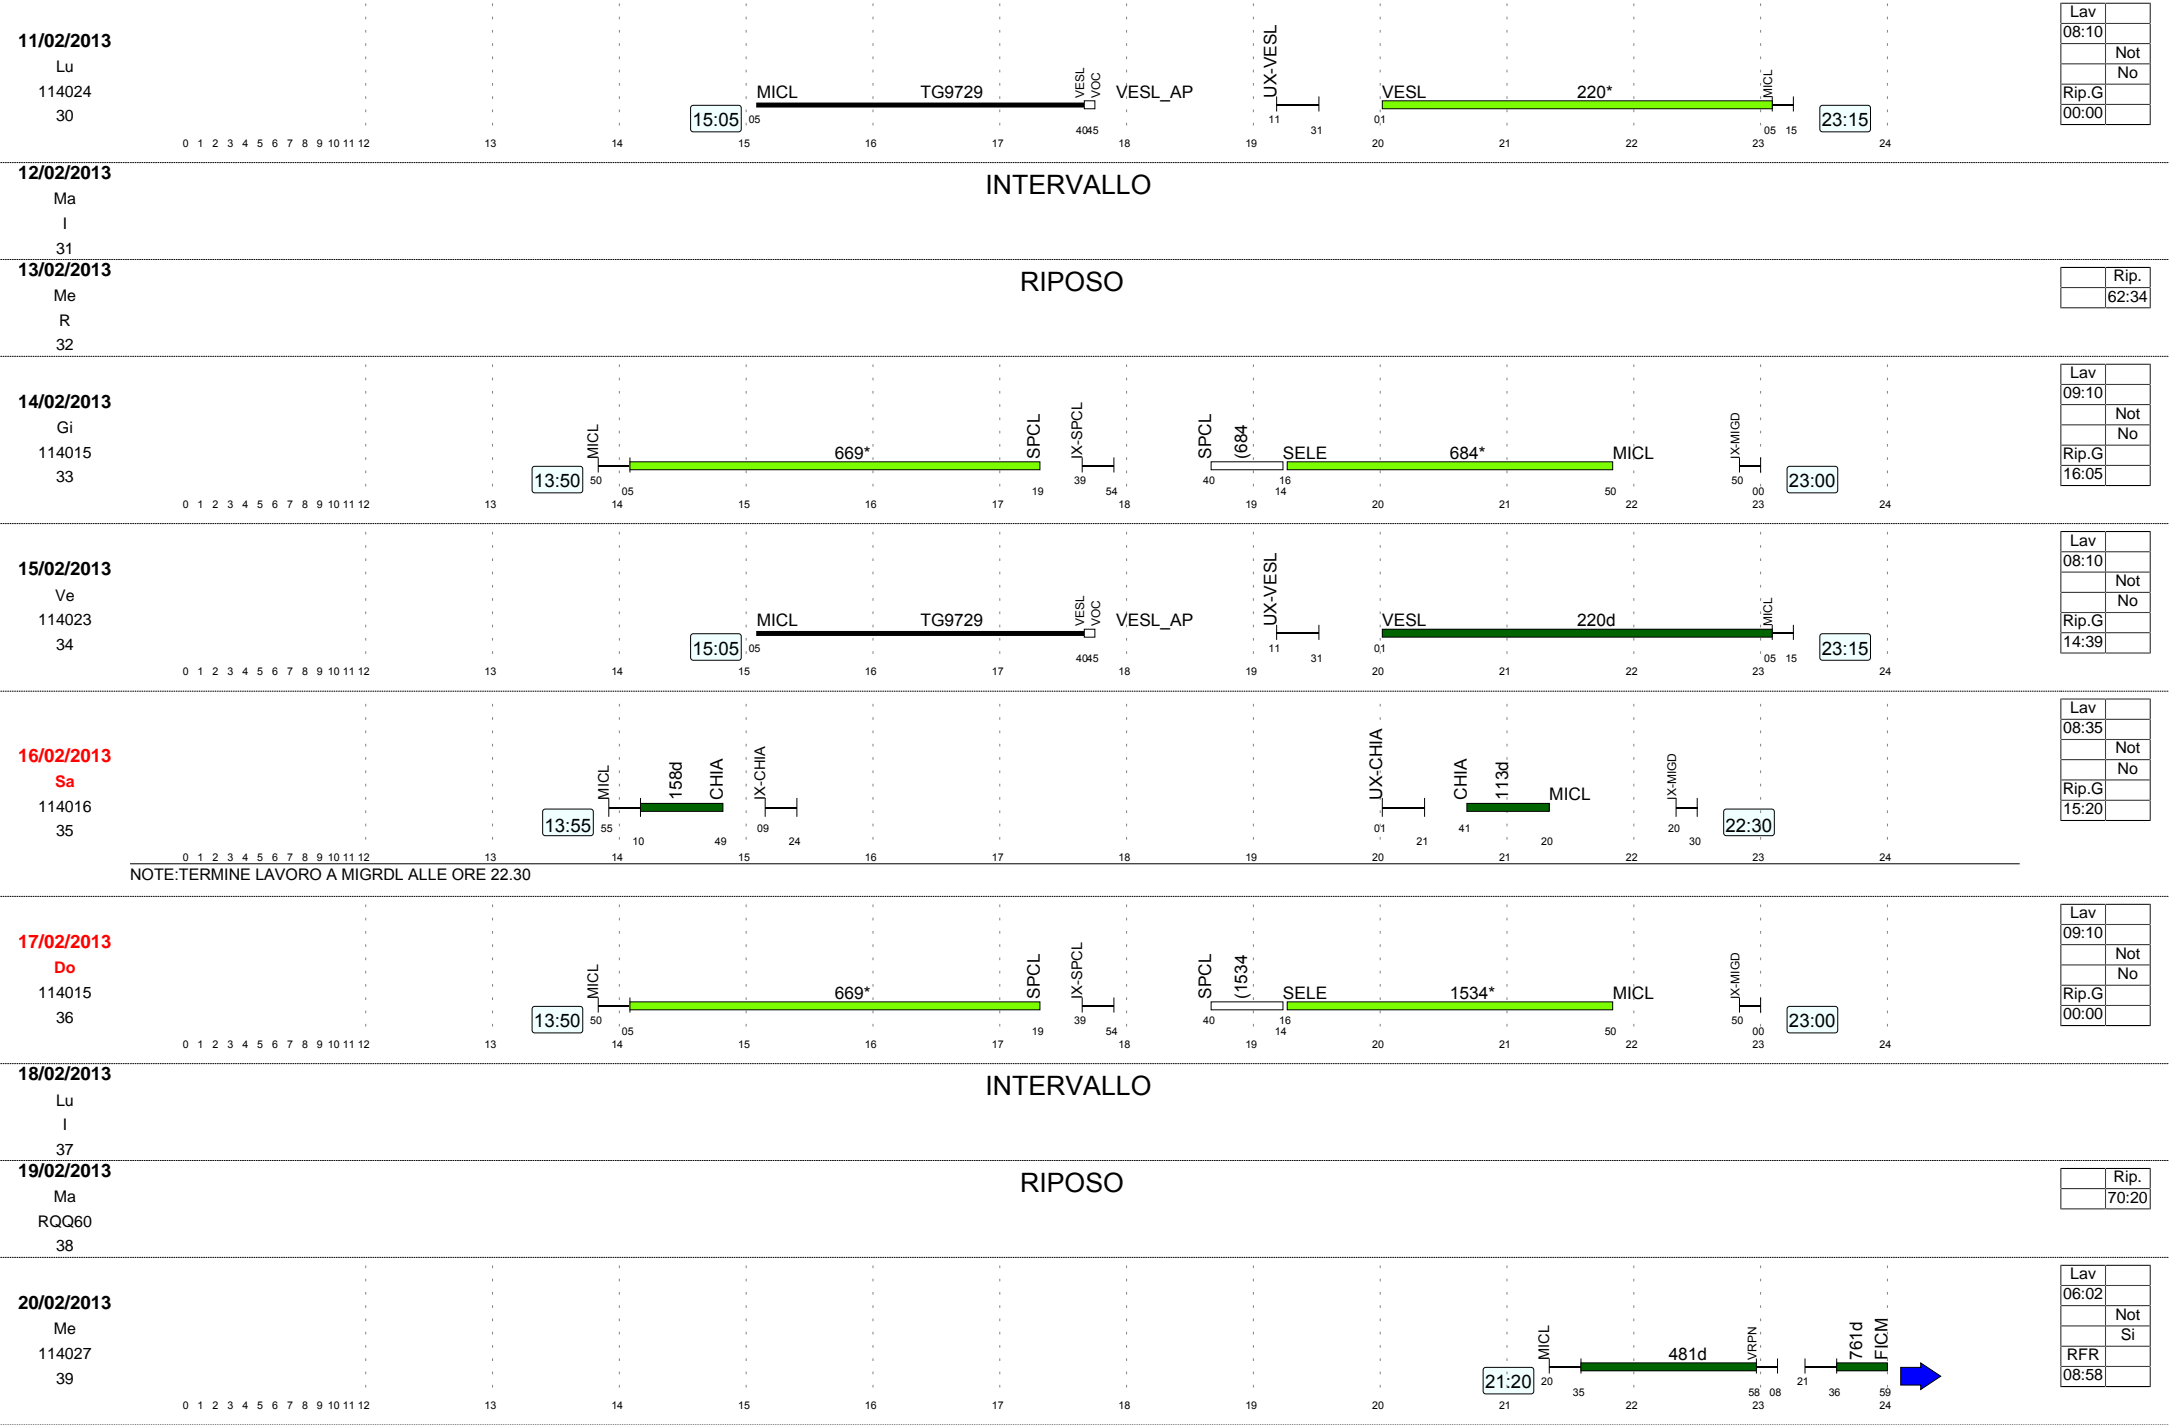 11/02/2013
Lu
114024
30
15:05
05
MICL
TG9729
VESL
VOC
4045
VESL_AP
UX-VESL
11
31
VESL
01
220*
MICL
05 15
23:15
0 1 2 3 4 5 6 7 8 9 10 11 12 13 14 15 16 17 18 19 20 21 22 23 24
Lav
08:10
Not
No
Rip.G
00:00
12/02/2013
Ma
I
31
INTERVALLO
13/02/2013
Me
R
32
RIPOSO
Rip.
62:34
14/02/2013
Gi
114015
33
13:50
MICL
50
05
669*
SPCL
19
IX-SPCL
39
54
SPCL
40
(684
16
14
SELE
684*
MICL
50
IX-MIGD
50
00
23:00
0 1 2 3 4 5 6 7 8 9 10 11 12 13 14 15 16 17 18 19 20 21 22 23 24
Lav
09:10
Not
No
Rip.G
16:05
15/02/2013
Ve
114023
34
15:05
05
MICL
TG9729
VESL
VOC
4045
VESL_AP
UX-VESL
11
31
VESL
01
220d
MICL
05 15
23:15
0 1 2 3 4 5 6 7 8 9 10 11 12 13 14 15 16 17 18 19 20 21 22 23 24
Lav
08:10
Not
No
Rip.G
14:39
16/02/2013
Sa
114016
35
13:55
MICL
55
10
158d
CHIA
49
IX-CHIA
09
24
UX-CHIA
01
21
CHIA
41
113d
MICL
20
IX-MIGD
20
30
22:30
0 1 2 3 4 5 6 7 8 9 10 11 12 13 14 15 16 17 18 19 20 21 22 23 24
NOTE:TERMINE LAVORO A MIGRDL ALLE ORE 22.30
Lav
08:35
Not
No
Rip.G
15:20
17/02/2013
Do
114015
36
13:50
MICL
50
05
669*
SPCL
19
IX-SPCL
39
54
SPCL
40
(1534
16
14
SELE
1534*
MICL
50
IX-MIGD
50
00
23:00
0 1 2 3 4 5 6 7 8 9 10 11 12 13 14 15 16 17 18 19 20 21 22 23 24
Lav
09:10
Not
No
Rip.G
00:00
18/02/2013
Lu
I
37
INTERVALLO
19/02/2013
Ma
RQQ60
38
RIPOSO
Rip.
70:20
20/02/2013
Me
114027
39
21:20
MICL
20
35
481d
VRPN
58 08
21
36
761d
FICM
59
0 1 2 3 4 5 6 7 8 9 10 11 12 13 14 15 16 17 18 19 20 21 22 23 24
Lav
06:02
Not
Si
RFR
08:58